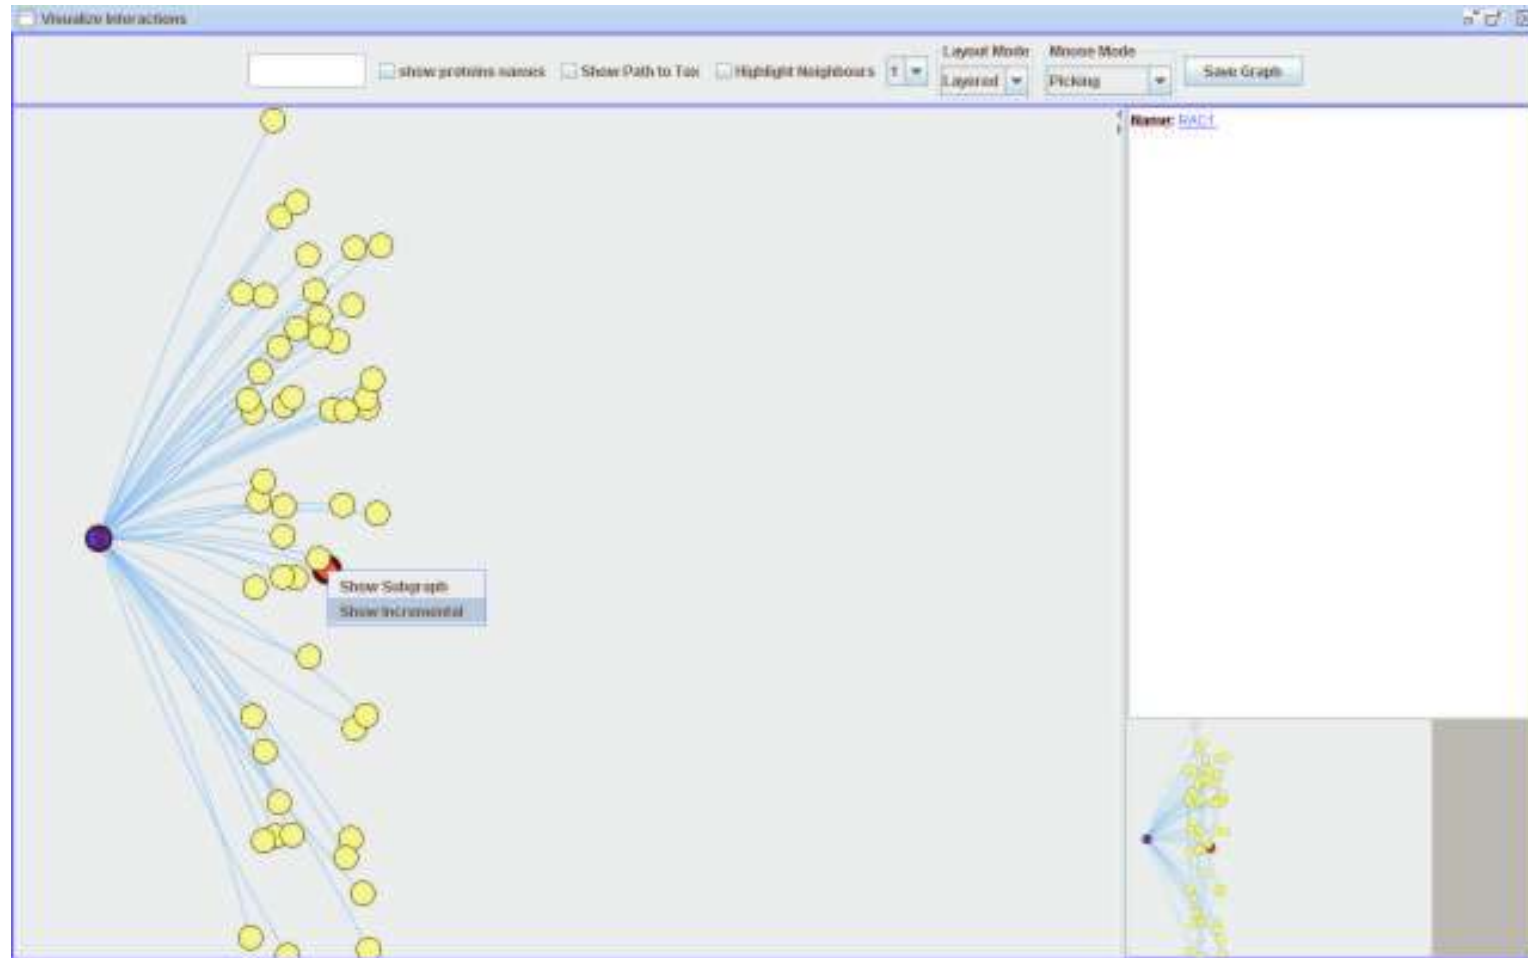 Visualize Interactions
Layout Mode Mouse Mode
show proteins names Show Path to Tax Highlight Neighbours 1 Layered Picking Save Graph
Name: RAC1
Show Subgraph
Show Incremental